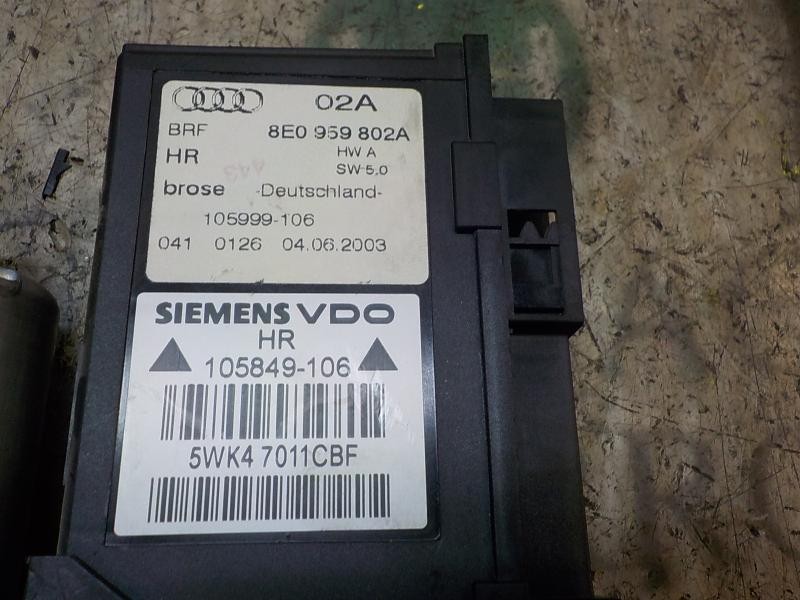 02A
BRF 8E0 959 802A
HR HW A
SW 5.0
443
brose -Deutschland-
105999-106
041 0126 04.06.2003
SIEMENS VDO
HR
105849-106
5WK4 7011CBF